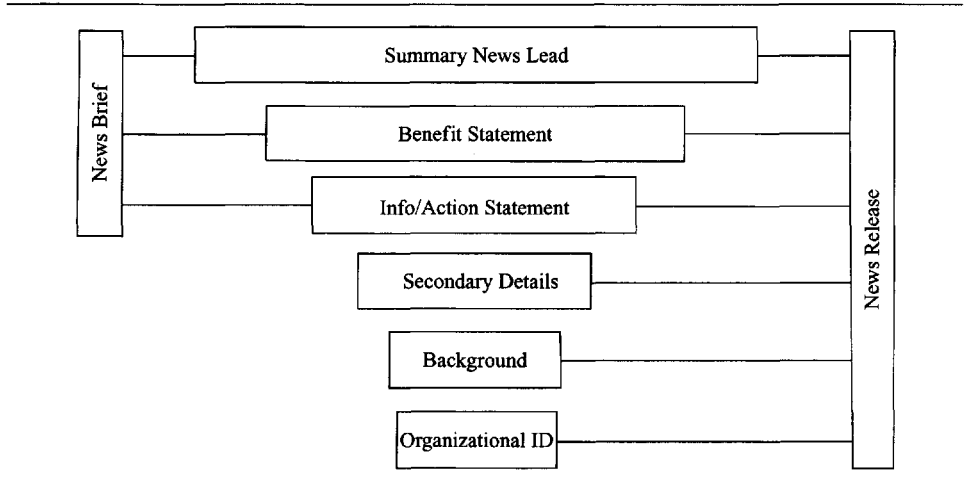 News Brief
Summary News Lead
Benefit Statement
Info/Action Statement
Secondary Details
Background
Organizational ID
News Release